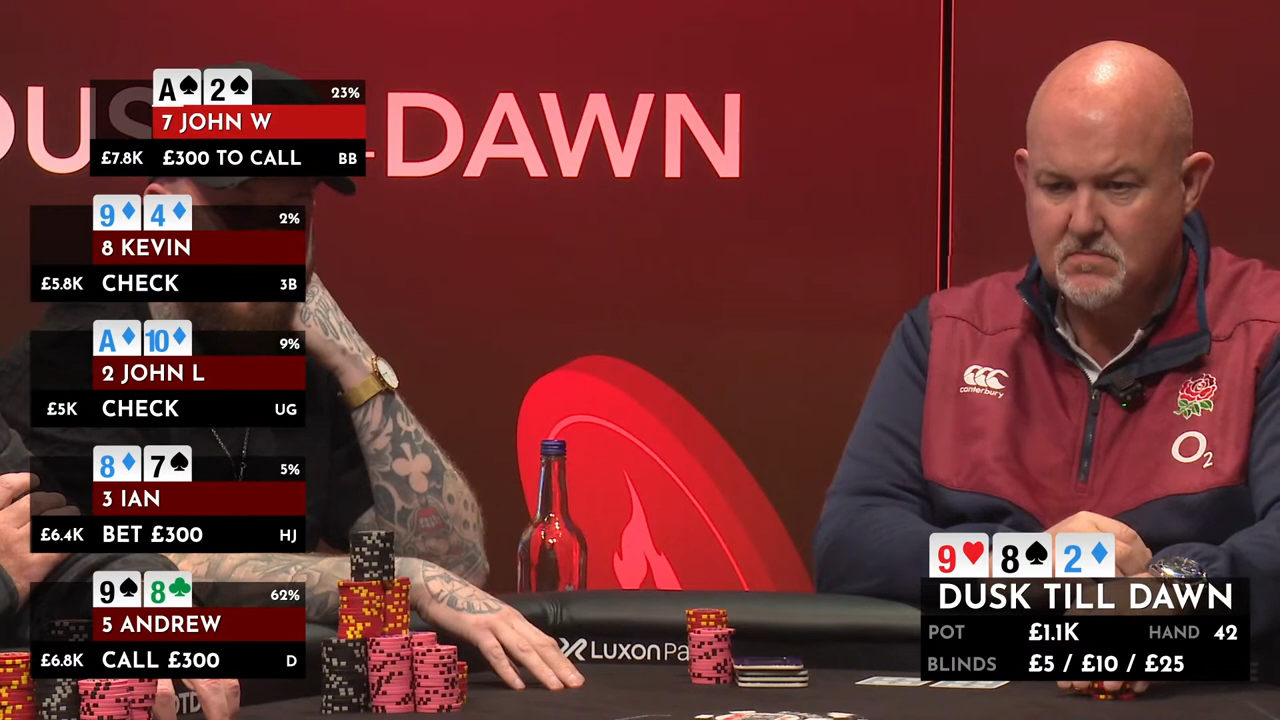 DUSK DAWN
A♠ 2♠ 23%
7 JOHN W
£7.8K £300 TO CALL BB
9♦ 4♦ 2%
8 KEVIN
£5.8K CHECK 3B
A♦ 10♦ 9%
2 JOHN L
£5K CHECK UG
8♦ 7♠ 5%
3 IAN
£6.4K BET £300 HJ
9♠ 8♣ 62%
5 ANDREW
£6.8K CALL £300 D
canterbury
O2
LuxonPa
9♥ 8♠ 2♦
DUSK TILL DAWN
POT £1.1K HAND 42
BLINDS £5 / £10 / £25